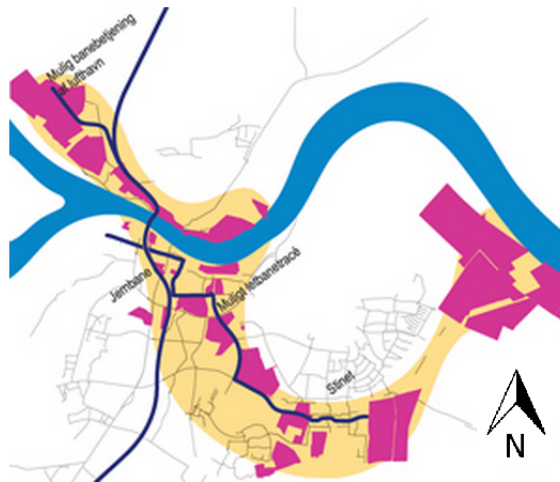 Mulig banebetjening
af lufthavn
Jernbane
Muligt letbanetracé
Stinet
N